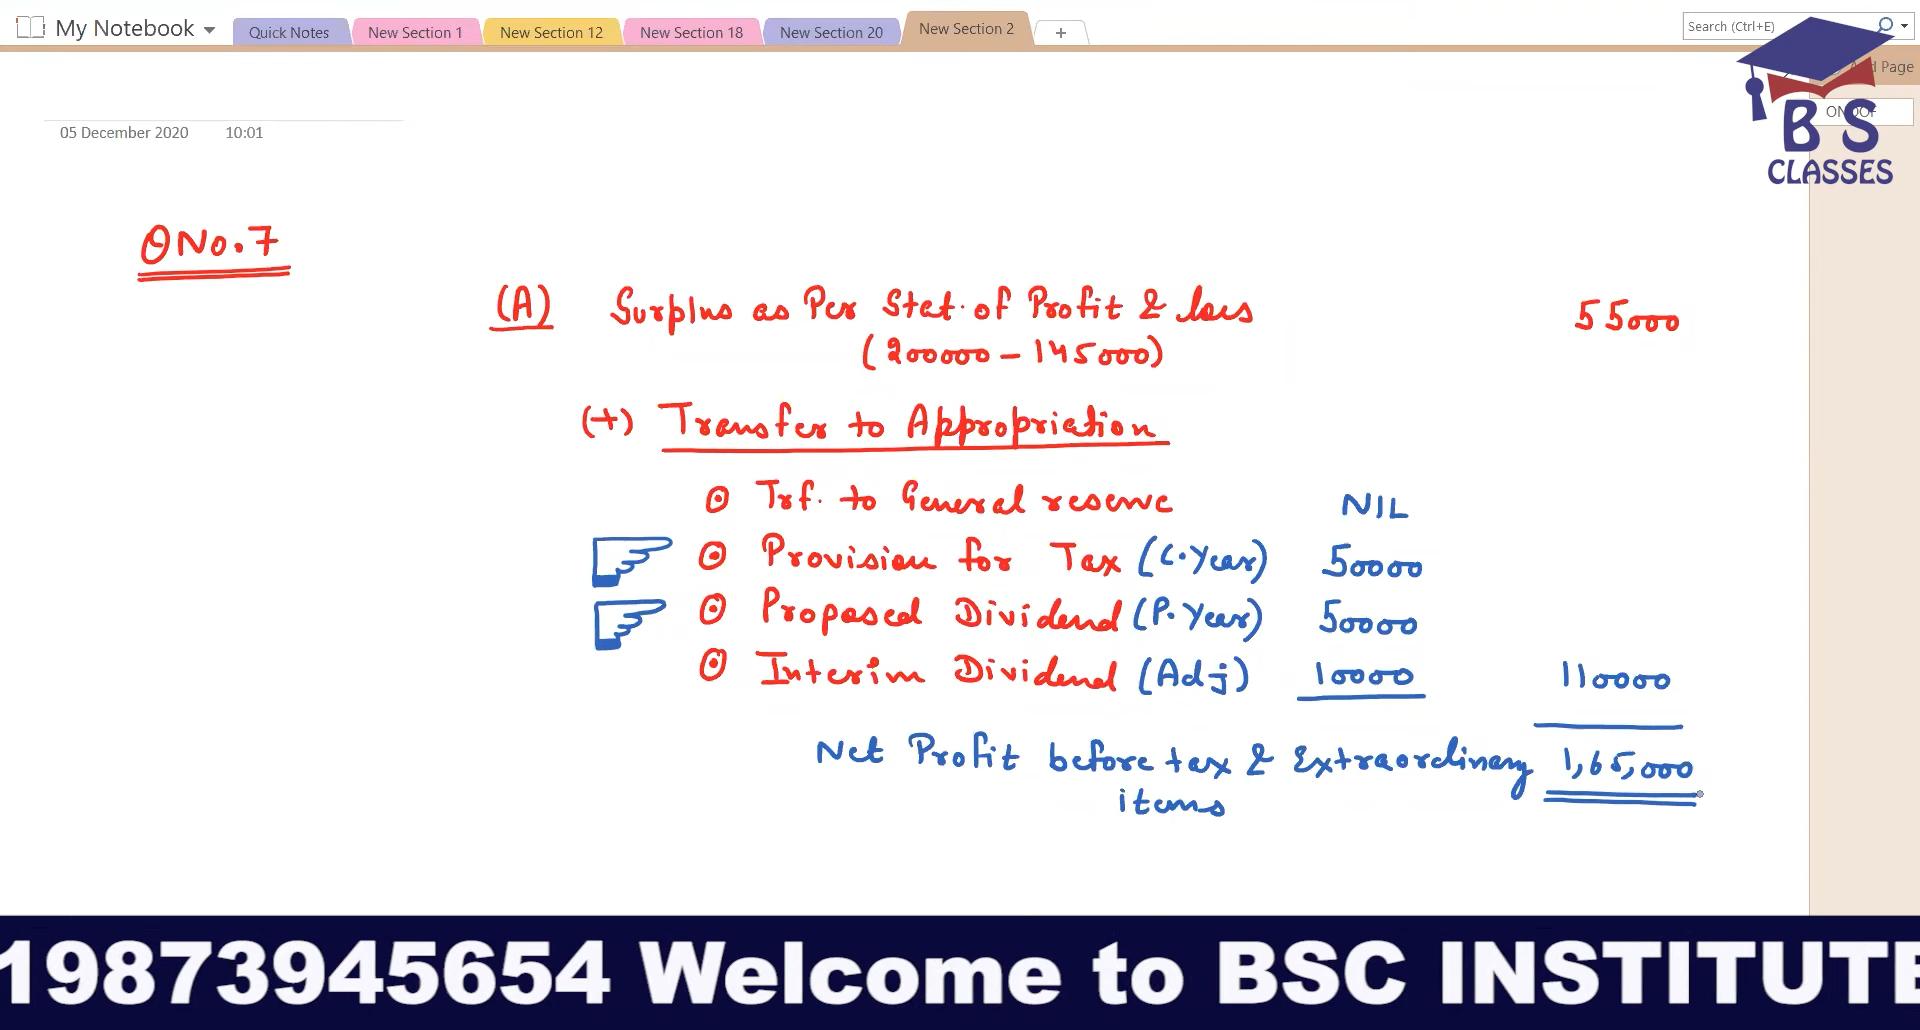 My Notebook
Quick Notes
New Section 1
New Section 12
New Section 18
New Section 20
New Section 2
+
Search (Ctrl+E)
d Page
05 December 2020 10:01
B S
CLASSES
QNo.7
(A) Surplus as Per Stat. of Profit & loss 55000
(200000 - 145000)
(+) Transfer to Appropriation
Trf. to General reserve NIL
Provision for Tax (C.Year) 50000
Proposed Dividend (P.Year) 50000
Interim Dividend (Adj) 10000 110000
Net Profit before tax & Extraordinary 1,65,000
items
19873945654 Welcome to BSC INSTITUTE